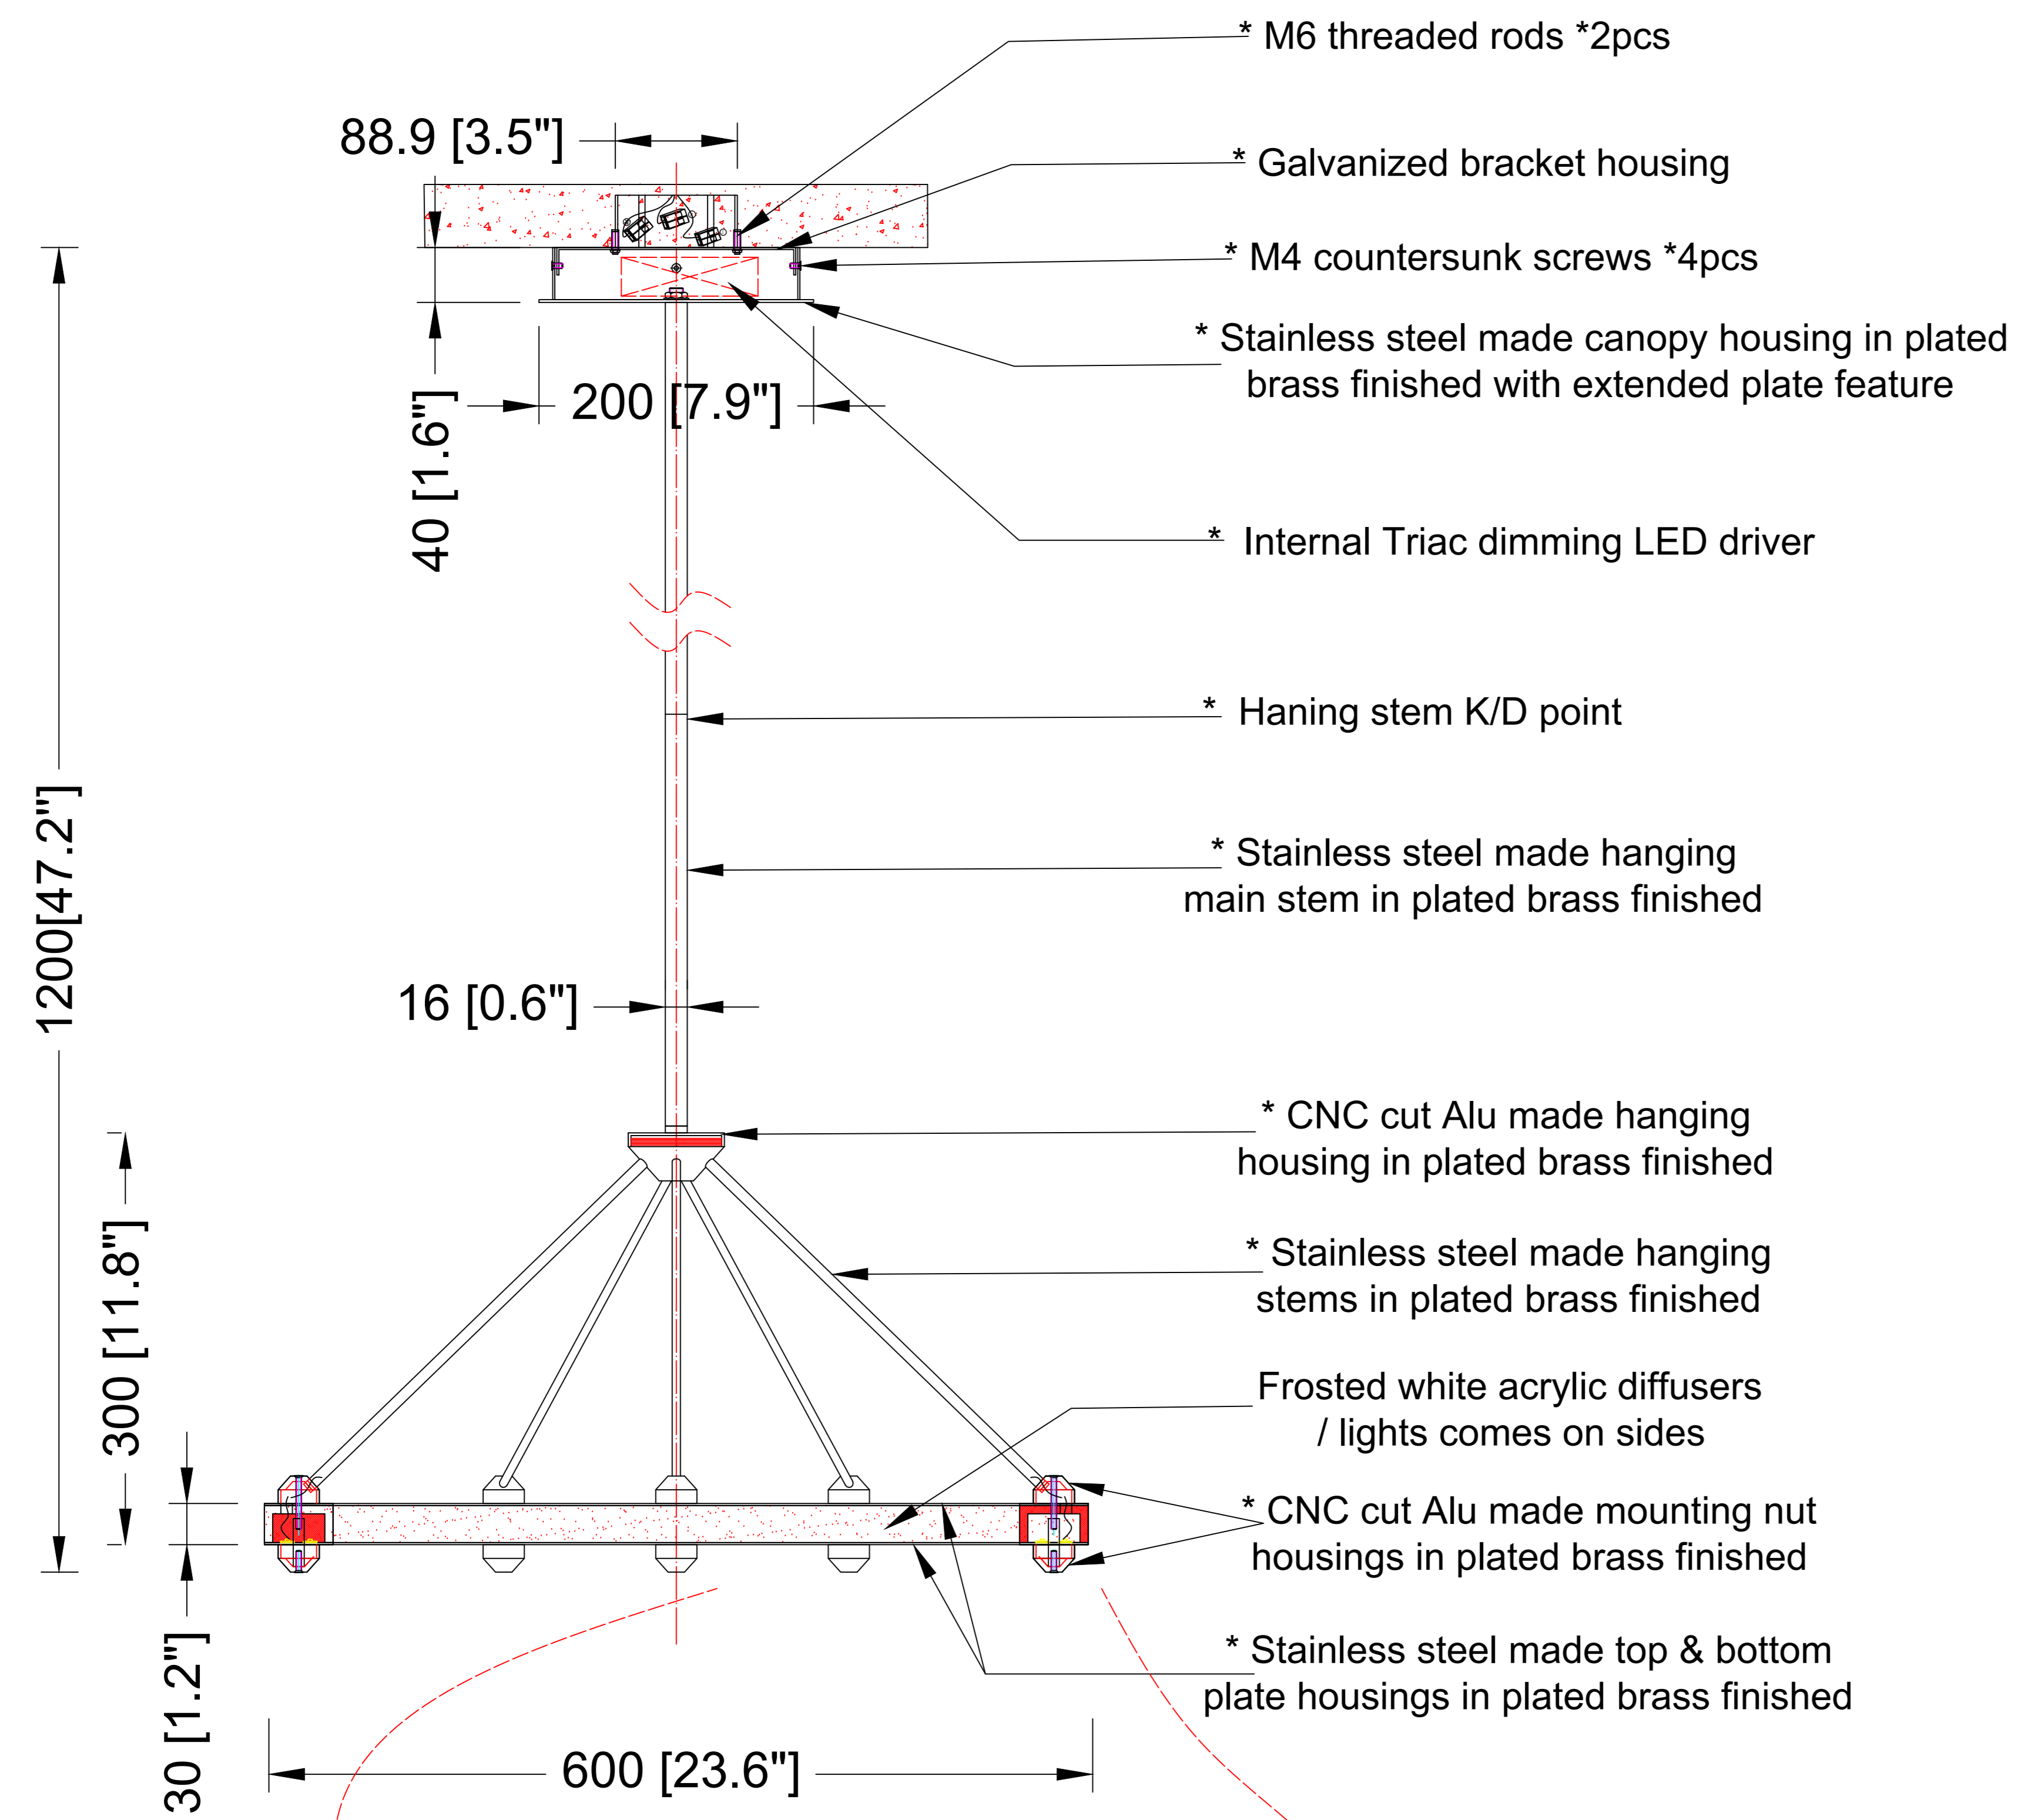 * M6 threaded rods *2pcs
88.9 [3.5"]
* Galvanized bracket housing
* M4 countersunk screws *4pcs
* Stainless steel made canopy housing in plated
brass finished with extended plate feature
200 [7.9"]
40 [1.6"]
* Internal Triac dimming LED driver
* Haning stem K/D point
* Stainless steel made hanging
main stem in plated brass finished
1200[47.2"]
16 [0.6"]
* CNC cut Alu made hanging
housing in plated brass finished
300 [11.8"]
* Stainless steel made hanging
stems in plated brass finished
Frosted white acrylic diffusers
/ lights comes on sides
* CNC cut Alu made mounting nut
housings in plated brass finished
* Stainless steel made top & bottom
plate housings in plated brass finished
30 [1.2"]
600 [23.6"]